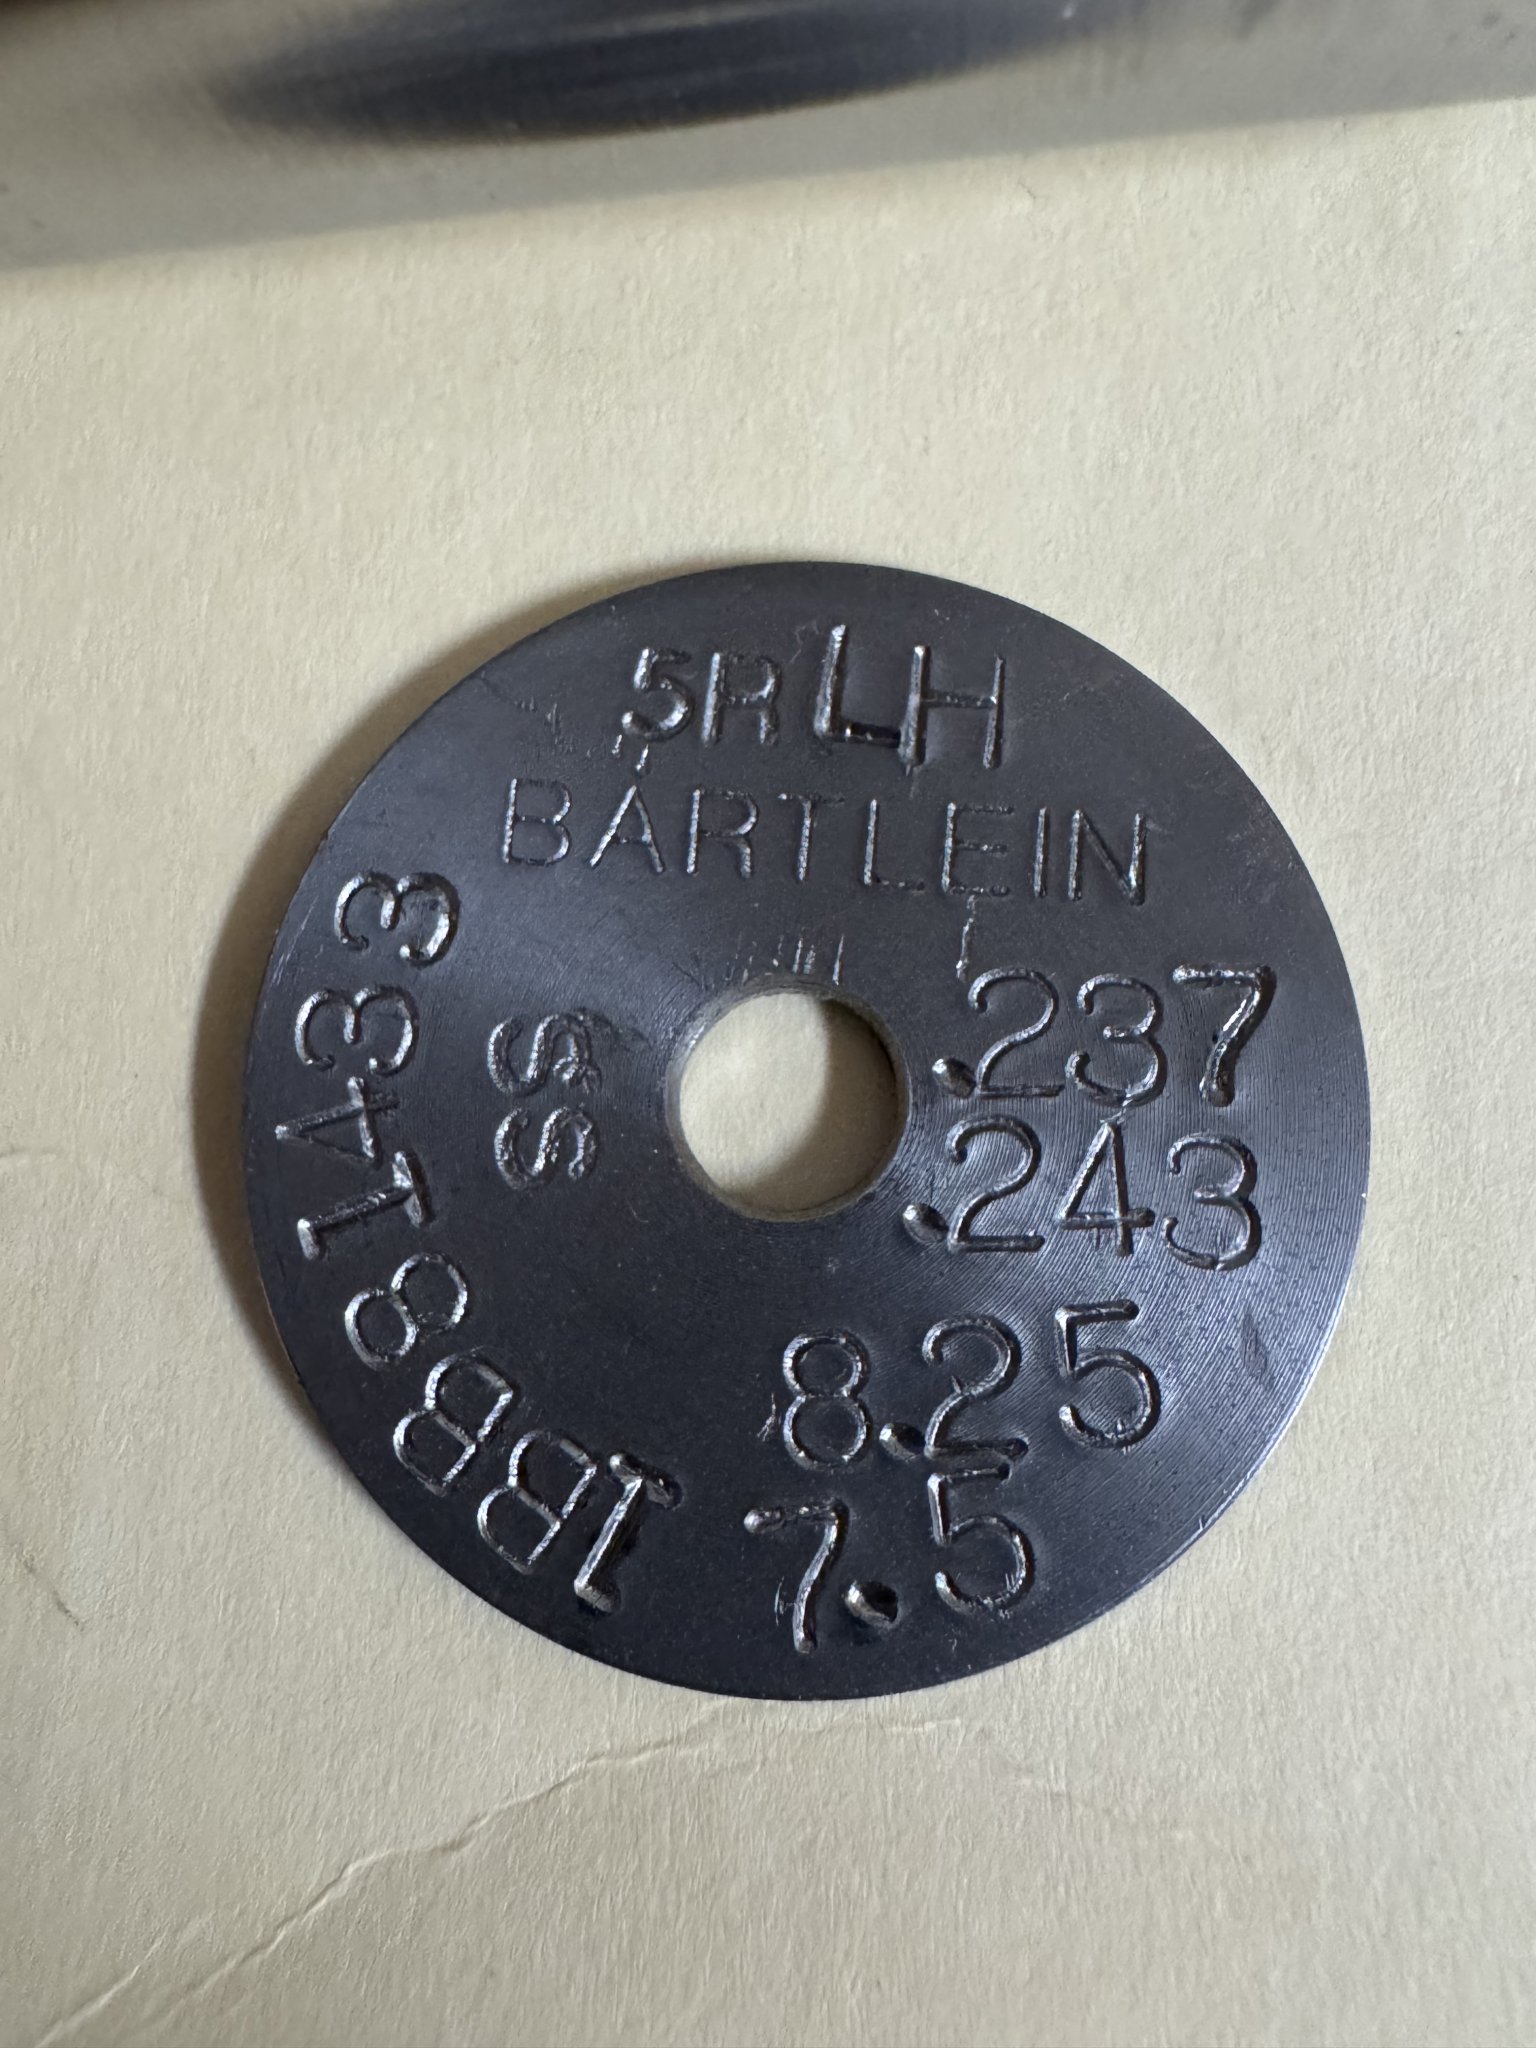 5RLH
BARTLEIN
.237
.243
8.25
7.5
1BB81433
SS